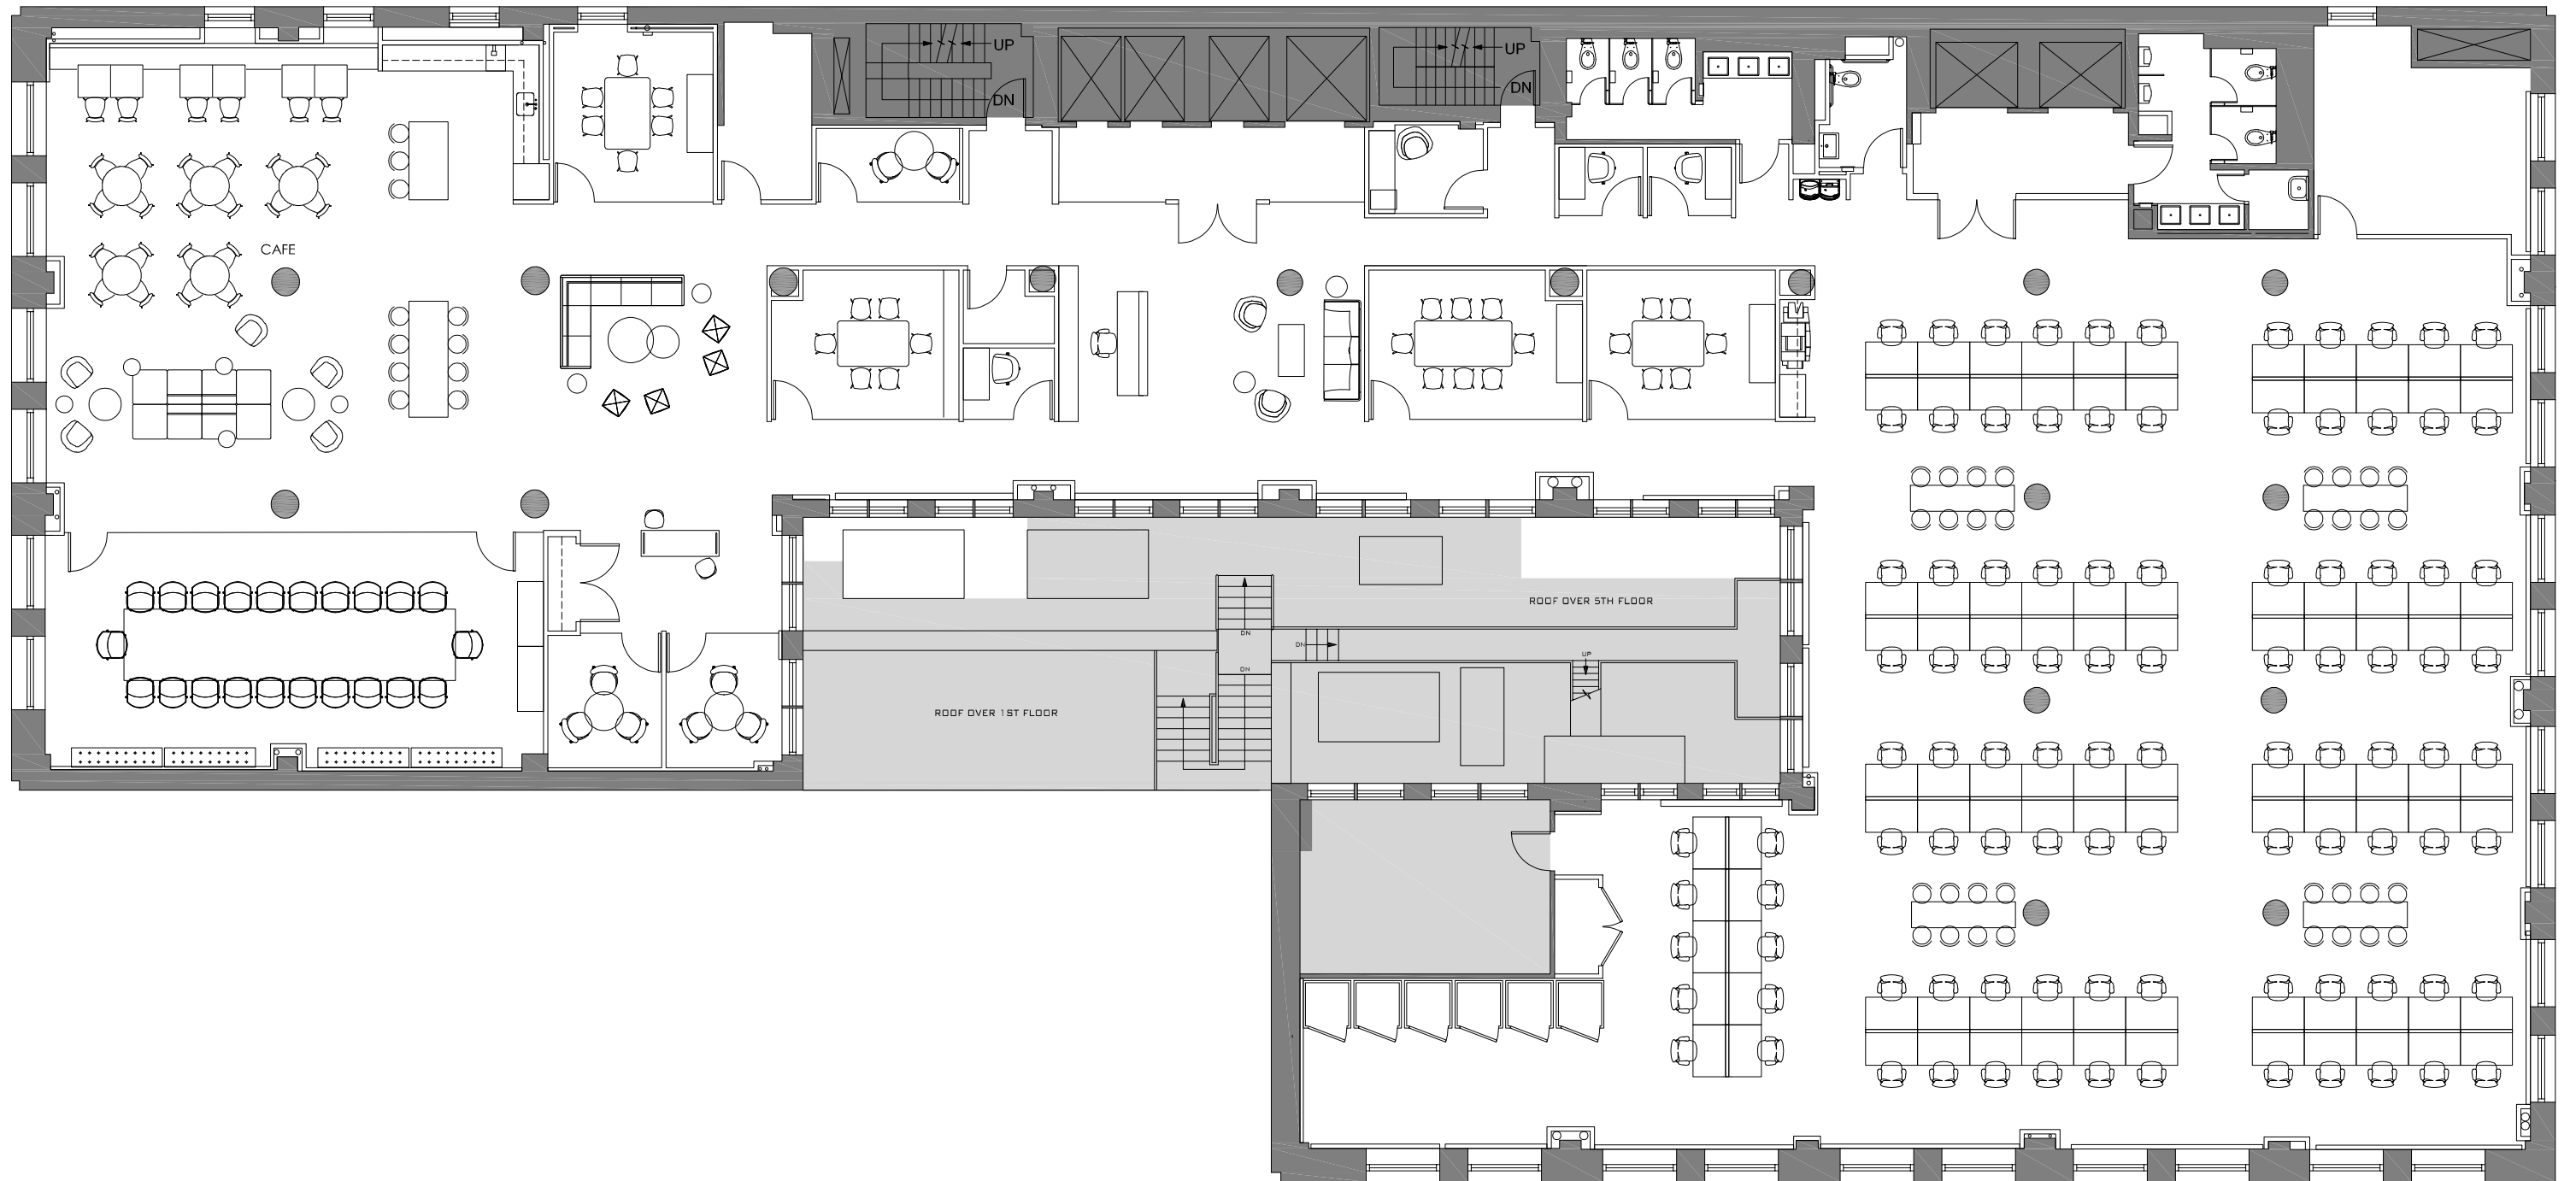 UP
DN
UP
DN
CAFE
ROOF OVER 5TH FLOOR
DN
DN
UP
DN
ROOF OVER 1ST FLOOR